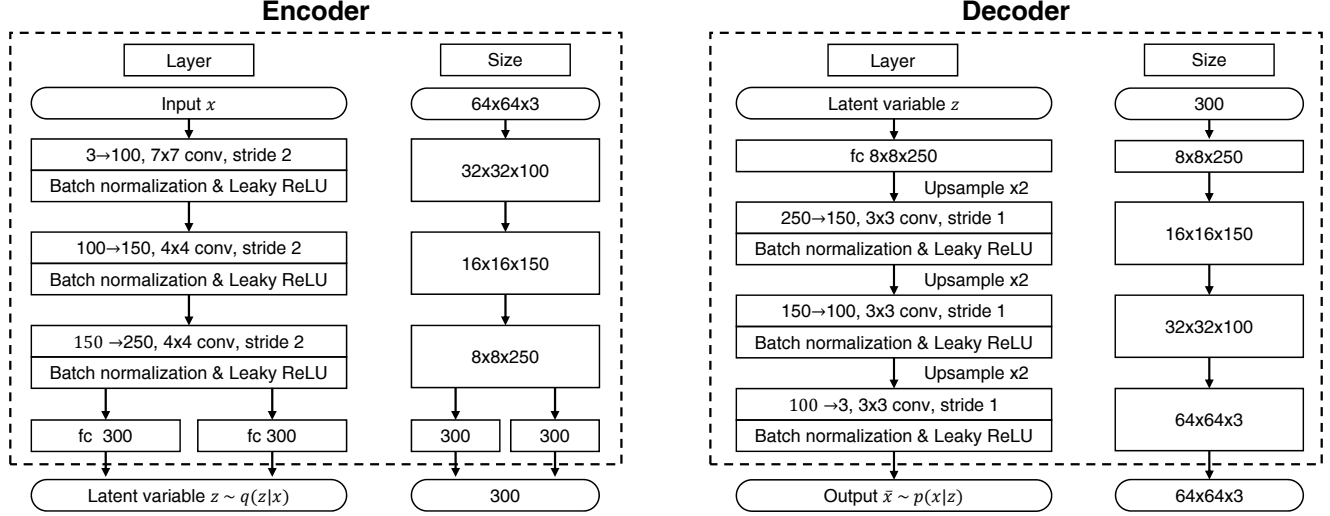 Encoder
Layer
Size
Input x
64x64x3
3→100, 7x7 conv, stride 2
Batch normalization & Leaky ReLU
32x32x100
100→150, 4x4 conv, stride 2
Batch normalization & Leaky ReLU
16x16x150
150 →250, 4x4 conv, stride 2
Batch normalization & Leaky ReLU
8x8x250
fc 300
fc 300
300
300
Latent variable z ~ q(z|x)
300
Decoder
Layer
Size
Latent variable z
300
fc 8x8x250
8x8x250
Upsample x2
250→150, 3x3 conv, stride 1
Batch normalization & Leaky ReLU
16x16x150
Upsample x2
150→100, 3x3 conv, stride 1
Batch normalization & Leaky ReLU
32x32x100
Upsample x2
100 →3, 3x3 conv, stride 1
Batch normalization & Leaky ReLU
64x64x3
Output x̄ ~ p(x|z)
64x64x3